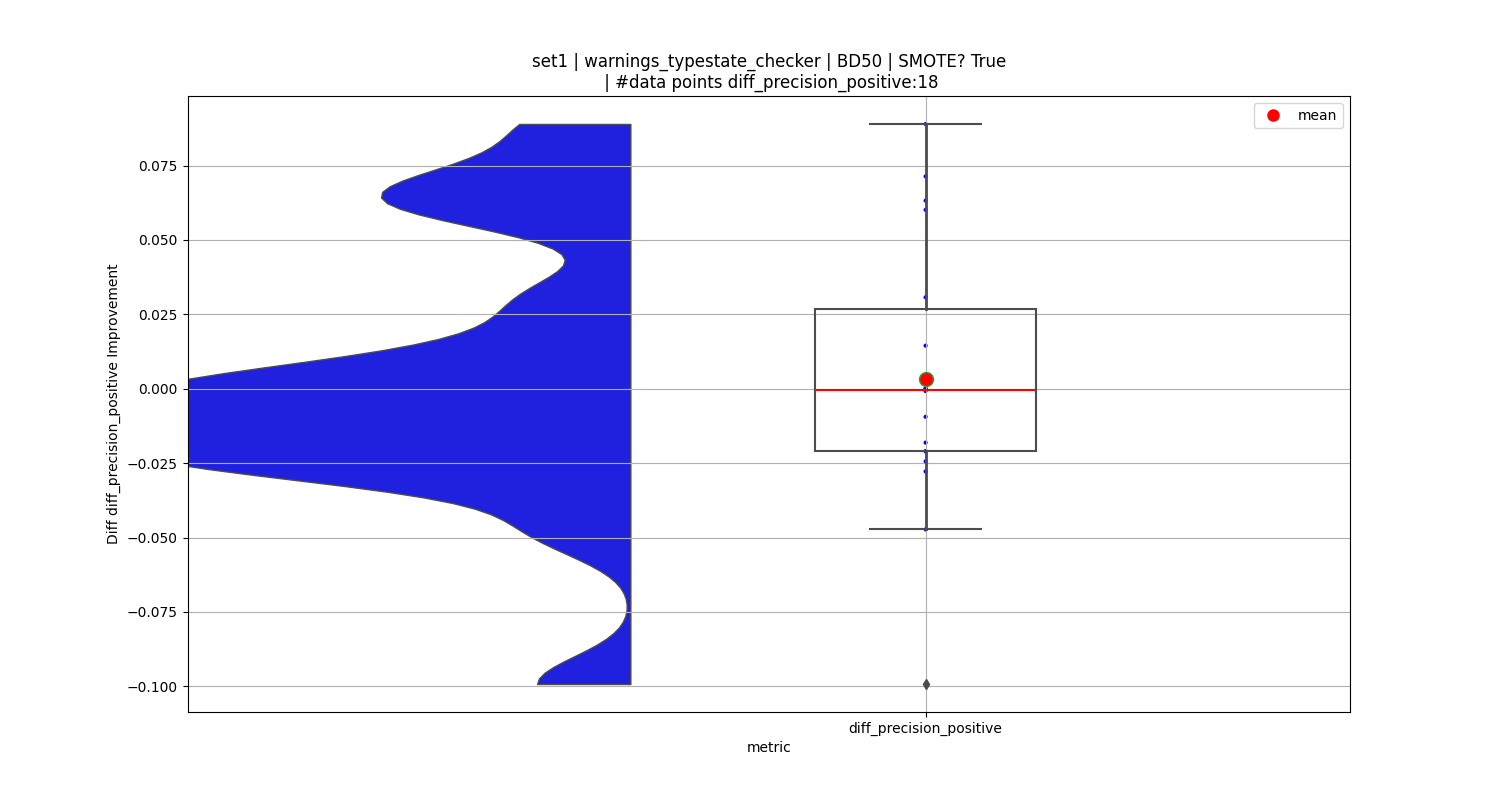 set1 | warnings_typestate_checker | BD50 | SMOTE? True
| #data points diff_precision_positive:18
mean
0.075
0.050
0.025
0.000
−0.025
−0.050
−0.075
−0.100
Diff diff_precision_positive Improvement
diff_precision_positive
metric